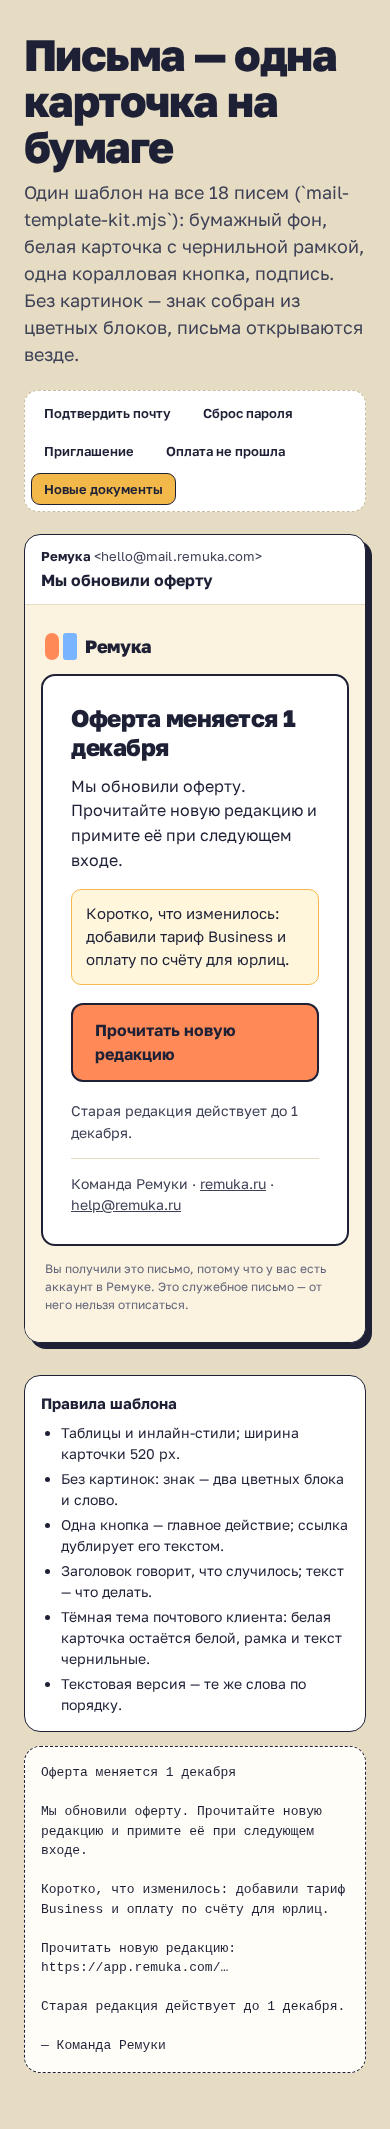 Письма — одна
карточка на
бумаге
Один шаблон на все 18 писем (`mail-
template-kit.mjs`): бумажный фон,
белая карточка с чернильной рамкой,
одна коралловая кнопка, подпись.
Без картинок — знак собран из
цветных блоков, письма открываются
везде.
Подтвердить почту Сброс пароля
Приглашение Оплата не прошла
Новые документы
Ремука <hello@mail.remuka.com>
Мы обновили оферту
Ремука
Оферта меняется 1
декабря
Мы обновили оферту.
Прочитайте новую редакцию и
примите её при следующем
входе.
Коротко, что изменилось:
добавили тариф Business и
оплату по счёту для юрлиц.
Прочитать новую
редакцию
Старая редакция действует до 1
декабря.
Команда Ремуки · remuka.ru ·
help@remuka.ru
Вы получили это письмо, потому что у вас есть
аккаунт в Ремуке. Это служебное письмо — от
него нельзя отписаться.
Правила шаблона
• Таблицы и инлайн-стили; ширина
карточки 520 px.
• Без картинок: знак — два цветных блока
и слово.
• Одна кнопка — главное действие; ссылка
дублирует его текстом.
• Заголовок говорит, что случилось; текст
— что делать.
• Тёмная тема почтового клиента: белая
карточка остаётся белой, рамка и текст
чернильные.
• Текстовая версия — те же слова по
порядку.
Оферта меняется 1 декабря
Мы обновили оферту. Прочитайте новую
редакцию и примите её при следующем
входе.
Коротко, что изменилось: добавили тариф
Business и оплату по счёту для юрлиц.
Прочитать новую редакцию:
https://app.remuka.com/…
Старая редакция действует до 1 декабря.
— Команда Ремуки